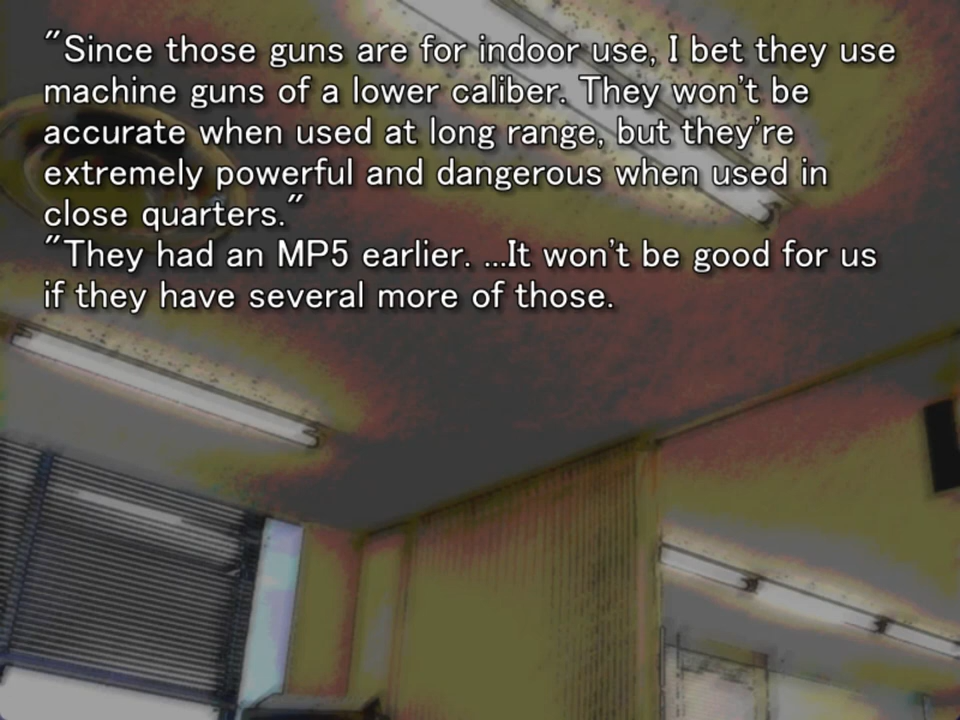 "Since those guns are for indoor use, I bet they use
machine guns of a lower caliber. They won't be
accurate when used at long range, but they're
extremely powerful and dangerous when used in
close quarters."
"They had an MP5 earlier. ...It won't be good for us
if they have several more of those.